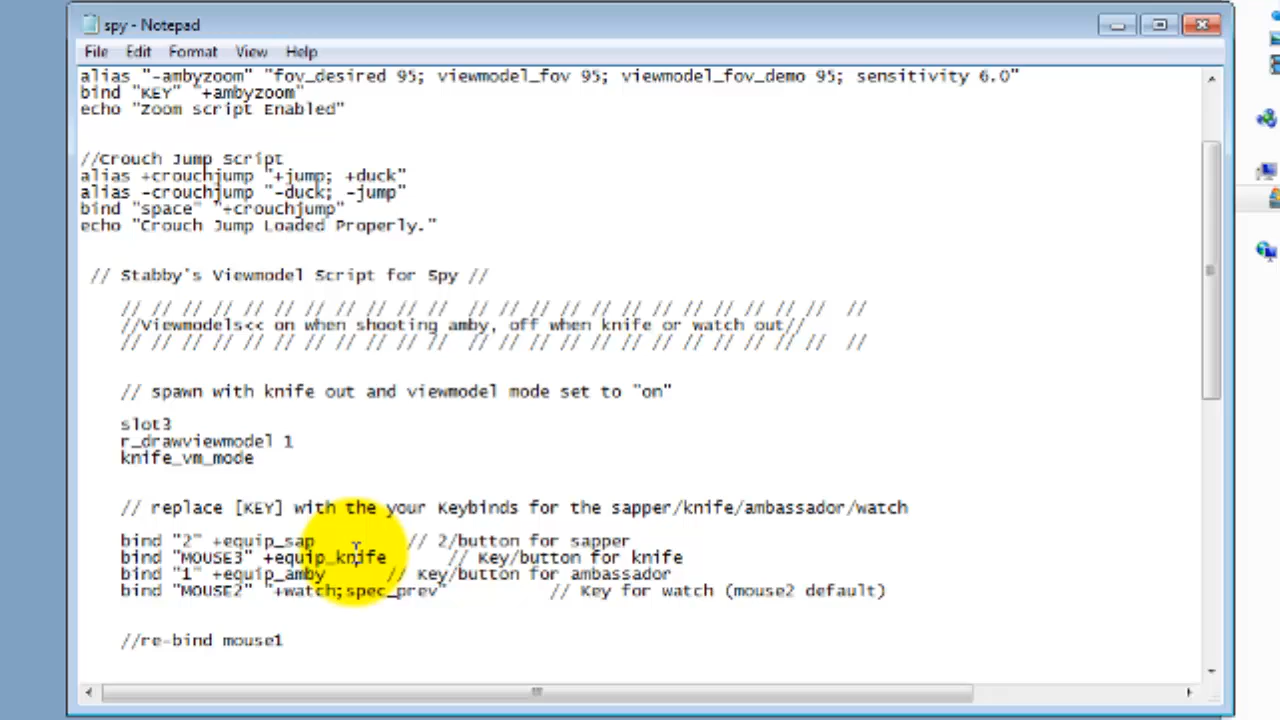 spy - Notepad
File Edit Format View Help
alias "-ambyzoom" "fov_desired 95; viewmodel_fov 95; viewmodel_fov_demo 95; sensitivity 6.0"
bind "KEY" "+ambyzoom"
echo "Zoom script Enabled"
//Crouch Jump Script
alias +crouchjump "+jump; +duck"
alias -crouchjump "-duck; -jump"
bind "space" "+crouchjump"
echo "Crouch Jump Loaded Properly."
// Stabby's Viewmodel Script for Spy //
// // // // // // // // // // // // // // // // // // // // // // // //
//Viewmodels<< on when shooting amby, off when knife or watch out//
// // // // // // // // // // // // // // // // // // // // // // // //
// spawn with knife out and viewmodel mode set to "on"
slot3
r_drawviewmodel 1
knife_vm_mode
// replace [KEY] with the your Keybinds for the sapper/knife/ambassador/watch
bind "2" +equip_sap // 2/button for sapper
bind "MOUSE3" +equip_knife // Key/button for knife
bind "1" +equip_amby // Key/button for ambassador
bind "MOUSE2" "+watch;spec_prev" // Key for watch (mouse2 default)
//re-bind mouse1